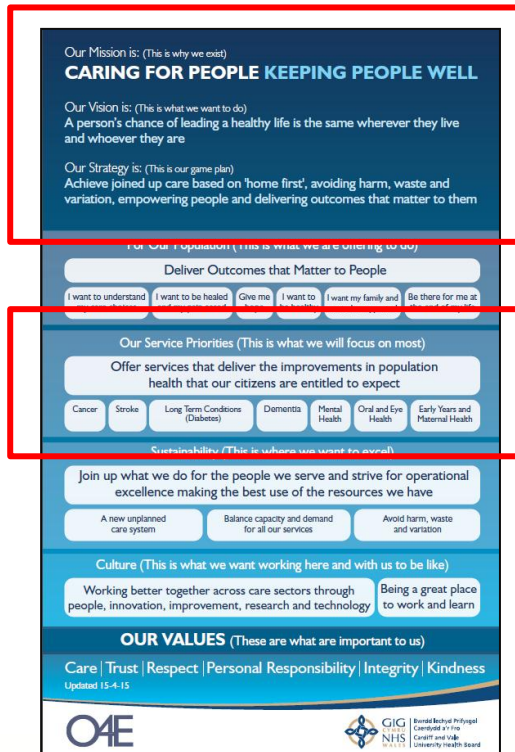 Our Mission is: (This is why we exist)
CARING FOR PEOPLE KEEPING PEOPLE WELL
Our Vision is: (This is what we want to do)
A person's chance of leading a healthy life is the same wherever they live
and whoever they are
Our Strategy is: (This is our game plan)
Achieve joined up care based on 'home first', avoiding harm, waste and
variation, empowering people and delivering outcomes that matter to them
For Our Population (This is what we are offering to do)
Deliver Outcomes that Matter to People
I want to understand
I want to be healed
Give me
I want to
I want my family and
Be there for me at
Our Service Priorities (This is what we will focus on most)
Offer services that deliver the improvements in population
health that our citizens are entitled to expect
Cancer
Stroke
Long Term Conditions
(Diabetes)
Dementia
Mental
Health
Oral and Eye
Health
Early Years and
Maternal Health
Sustainability (This is where we want to excel)
Join up what we do for the people we serve and strive for operational
excellence making the best use of the resources we have
A new unplanned
care system
Balance capacity and demand
for all our services
Avoid harm, waste
and variation
Culture (This is what we want working here and with us to be like)
Working better together across care sectors through
people, innovation, improvement, research and technology
Being a great place
to work and learn
OUR VALUES (These are what are important to us)
Care | Trust | Respect | Personal Responsibility | Integrity | Kindness
Updated 15-4-15
GIG
CYMRU
NHS
WALES
Bwrdd Iechyd Prifysgol
Caerdydd a'r Fro
Cardiff and Vale
University Health Board